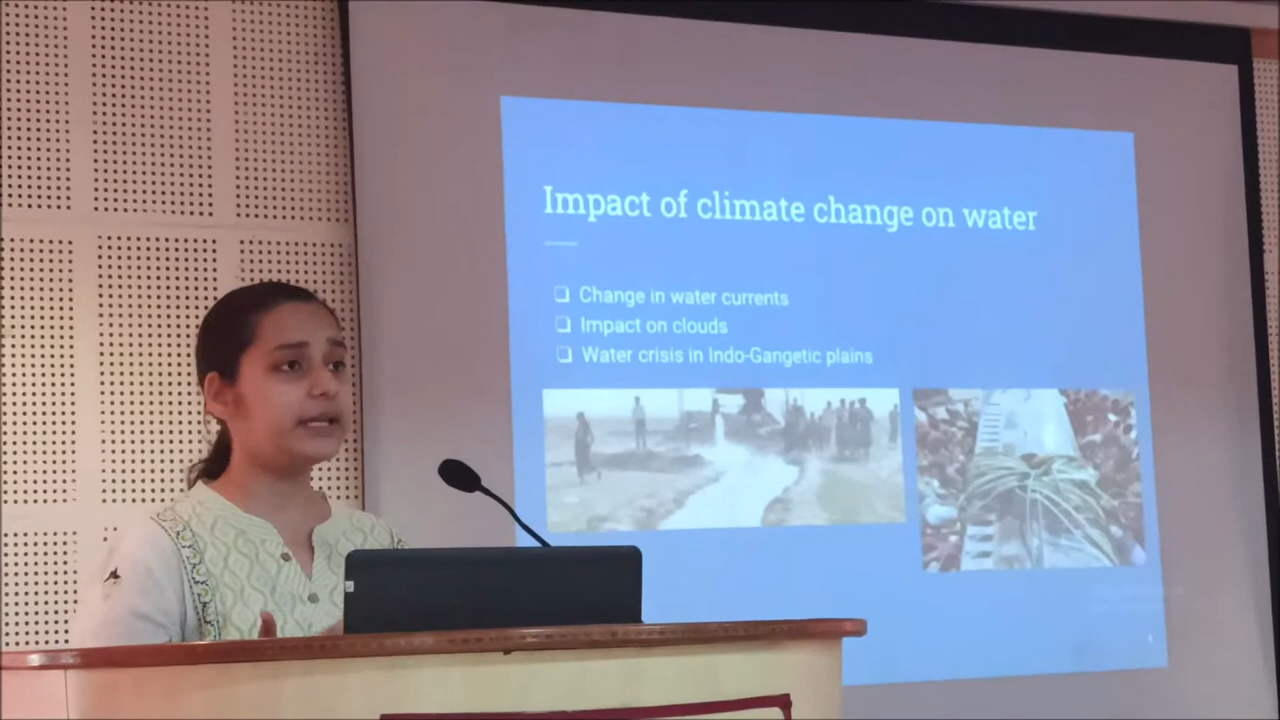 Impact of climate change on water
❏ Change in water currents
❏ Impact on clouds
❏ Water crisis in Indo-Gangetic plains